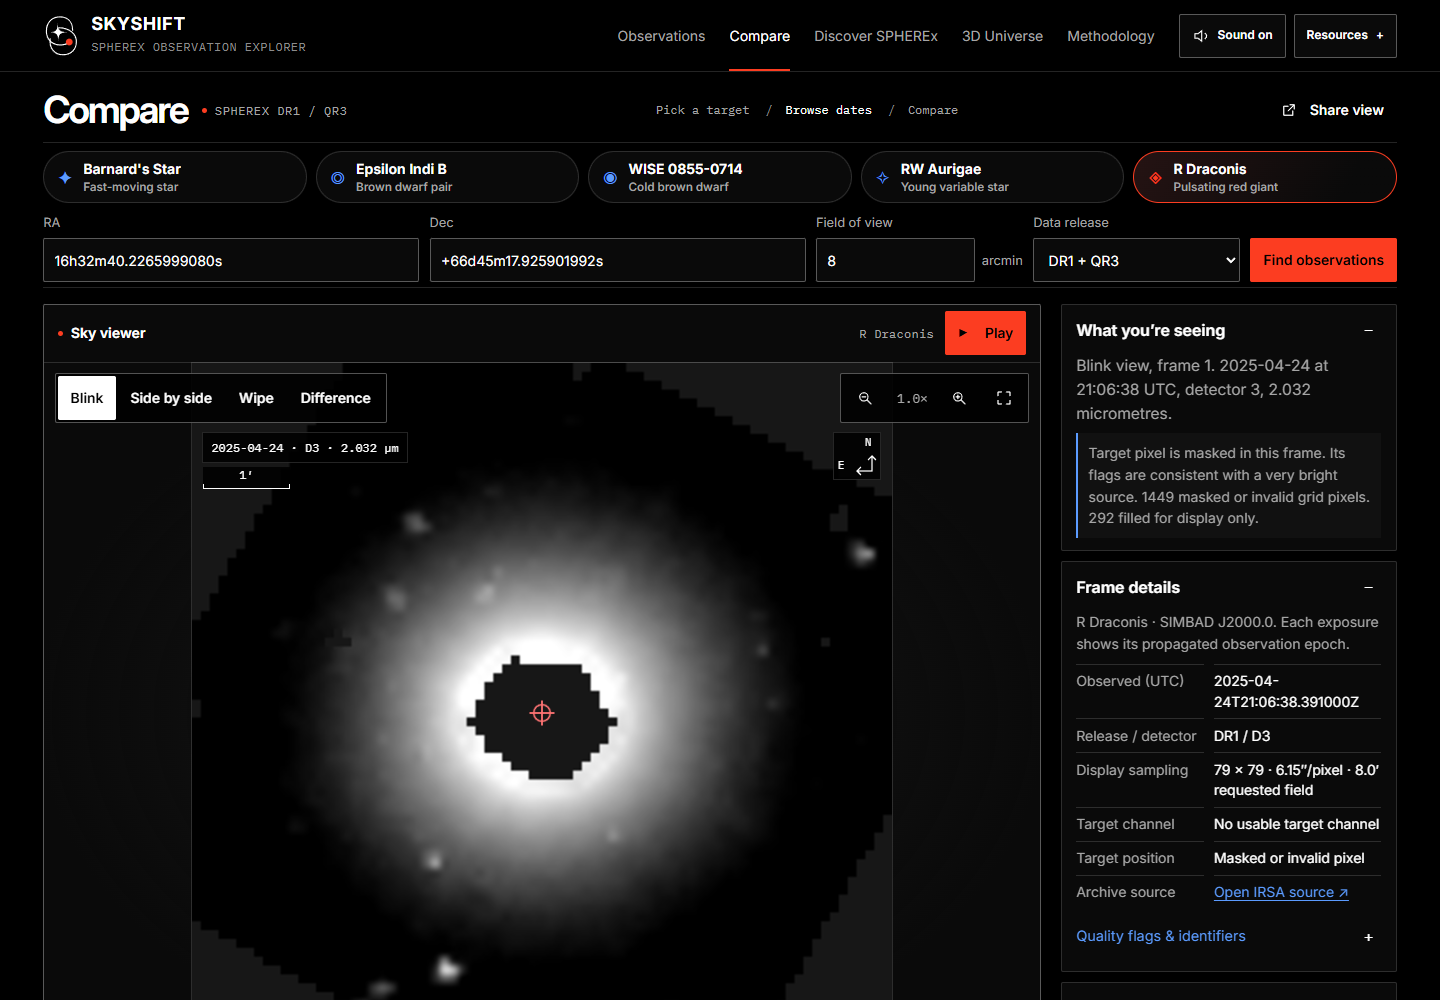 SKYSHIFT
SPHEREX OBSERVATION EXPLORER
Observations
Compare
Discover SPHEREx
3D Universe
Methodology
Sound on
Resources +
Compare
SPHEREX DR1 / QR3
Pick a target / Browse dates / Compare
Share view
Barnard's Star
Fast-moving star
Epsilon Indi B
Brown dwarf pair
WISE 0855-0714
Cold brown dwarf
RW Aurigae
Young variable star
R Draconis
Pulsating red giant
RA
Dec
Field of view
Data release
16h32m40.2265999080s
+66d45m17.925901992s
8
arcmin
DR1 + QR3
Find observations
Sky viewer
R Draconis
Play
Blink
Side by side
Wipe
Difference
1.0×
2025-04-24 · D3 · 2.032 μm
1′
N
E
What you’re seeing
Blink view, frame 1. 2025-04-24 at
21:06:38 UTC, detector 3, 2.032
micrometres.
Target pixel is masked in this frame. Its
flags are consistent with a very bright
source. 1449 masked or invalid grid pixels.
292 filled for display only.
Frame details
R Draconis · SIMBAD J2000.0. Each exposure
shows its propagated observation epoch.
Observed (UTC)
2025-04-
24T21:06:38.391000Z
Release / detector
DR1 / D3
Display sampling
79 × 79 · 6.15″/pixel · 8.0′
requested field
Target channel
No usable target channel
Target position
Masked or invalid pixel
Archive source
Open IRSA source ↗
Quality flags & identifiers
+